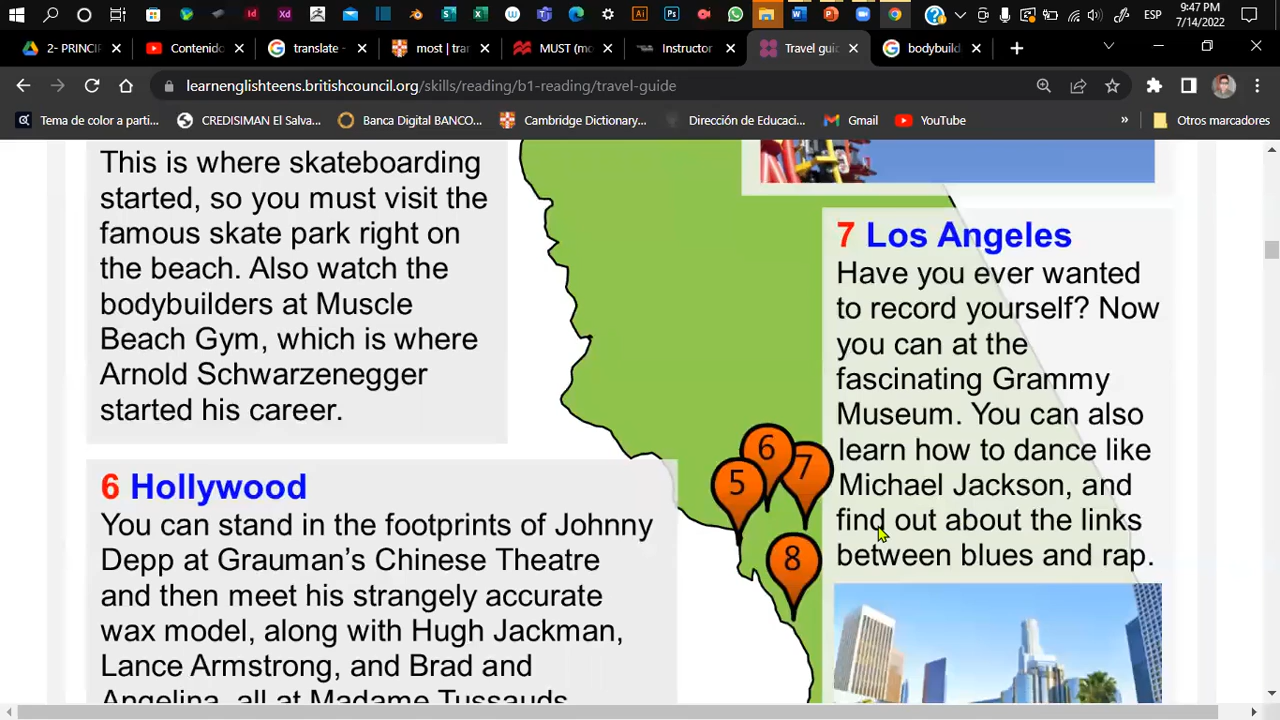 9:47 PM
ESP
7/14/2022
2-PRINCIP
Contenido
translate -
most | tran
MUST (mo
Instructor
Travel guid
bodybuild
learnenglishteens.britishcouncil.org/skills/reading/b1-reading/travel-guide
Tema de color a parti...
CREDISIMAN El Salva...
Banca Digital BANCO...
Cambridge Dictionary...
Dirección de Educaci...
Gmail
YouTube
»
Otros marcadores
This is where skateboarding
started, so you must visit the
famous skate park right on
the beach. Also watch the
bodybuilders at Muscle
Beach Gym, which is where
Arnold Schwarzenegger
started his career.
6 Hollywood
You can stand in the footprints of Johnny
Depp at Grauman’s Chinese Theatre
and then meet his strangely accurate
wax model, along with Hugh Jackman,
Lance Armstrong, and Brad and
Angelina, all at Madame Tussauds
6
7
5
8
7 Los Angeles
Have you ever wanted
to record yourself? Now
you can at the
fascinating Grammy
Museum. You can also
learn how to dance like
Michael Jackson, and
find out about the links
between blues and rap.